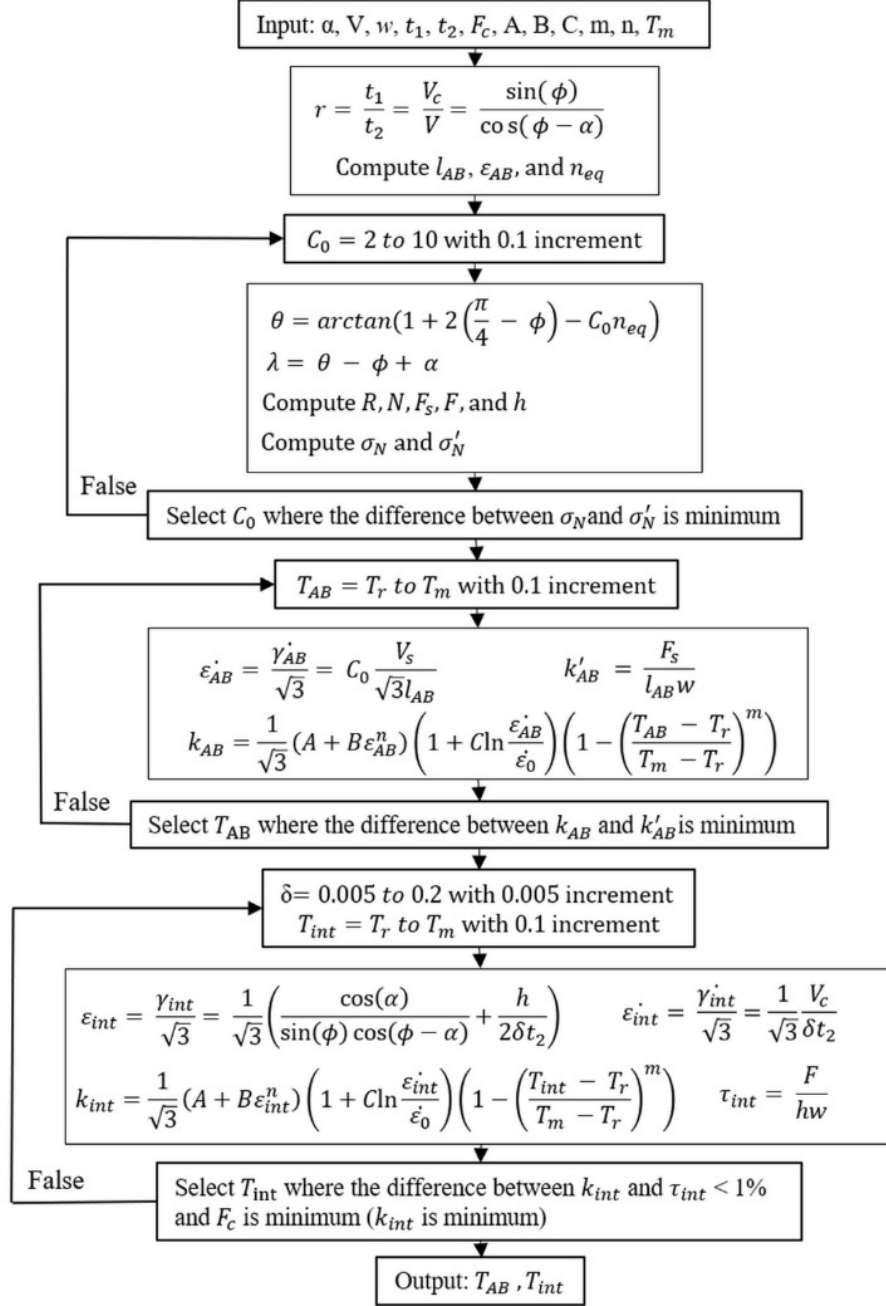 Input: α, V, w, t₁, t₂, F_c, A, B, C, m, n, T_m
r = t₁/t₂ = V_c/V = sin(ϕ)/cos(ϕ − α)
Compute l_AB, ε_AB, and n_eq
C₀ = 2 to 10 with 0.1 increment
θ = arctan(1 + 2(π/4 − ϕ) − C₀n_eq)
λ = θ − ϕ + α
Compute R, N, F_s, F, and h
Compute σ_N and σ′_N
False
Select C₀ where the difference between σ_N and σ′_N is minimum
T_AB = T_r to T_m with 0.1 increment
ε̇_AB = γ̇_AB/√3 = C₀ V_s/(√3l_AB) k′_AB = F_s/(l_AB w)
k_AB = 1/√3 (A + Bε_AB^n)(1 + Cln ε̇_AB/ε̇₀)(1 − ((T_AB − T_r)/(T_m − T_r))^m)
False
Select T_AB where the difference between k_AB and k′_AB is minimum
δ= 0.005 to 0.2 with 0.005 increment
T_int = T_r to T_m with 0.1 increment
ε_int = γ_int/√3 = 1/√3 (cos(α)/(sin(ϕ) cos(ϕ − α)) + h/(2δt₂)) ε̇_int = γ̇_int/√3 = 1/√3 V_c/(δt₂)
k_int = 1/√3 (A + Bε_int^n)(1 + Cln ε̇_int/ε̇₀)(1 − ((T_int − T_r)/(T_m − T_r))^m) τ_int = F/(hw)
False
Select T_int where the difference between k_int and τ_int < 1%
and F_c is minimum (k_int is minimum)
Output: T_AB , T_int